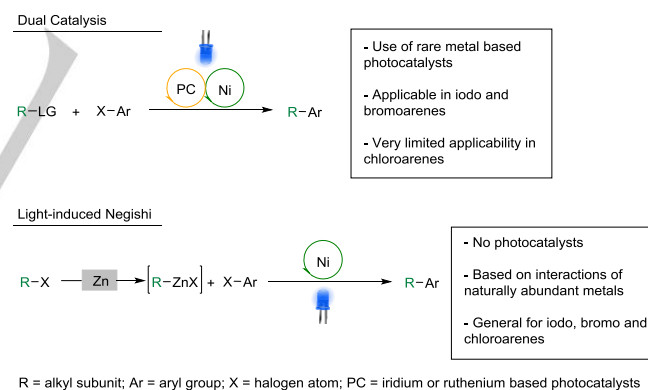 Dual Catalysis
R—LG + X—Ar
PC
Ni
R—Ar
- Use of rare metal based
photocatalysts
- Applicable in iodo and
bromoarenes
- Very limited applicability in
chloroarenes
Light-induced Negishi
R—X
Zn
[R—ZnX] + X—Ar
Ni
R—Ar
- No photocatalysts
- Based on interactions of
naturally abundant metals
- General for iodo, bromo and
chloroarenes
R = alkyl subunit; Ar = aryl group; X = halogen atom; PC = iridium or ruthenium based photocatalysts